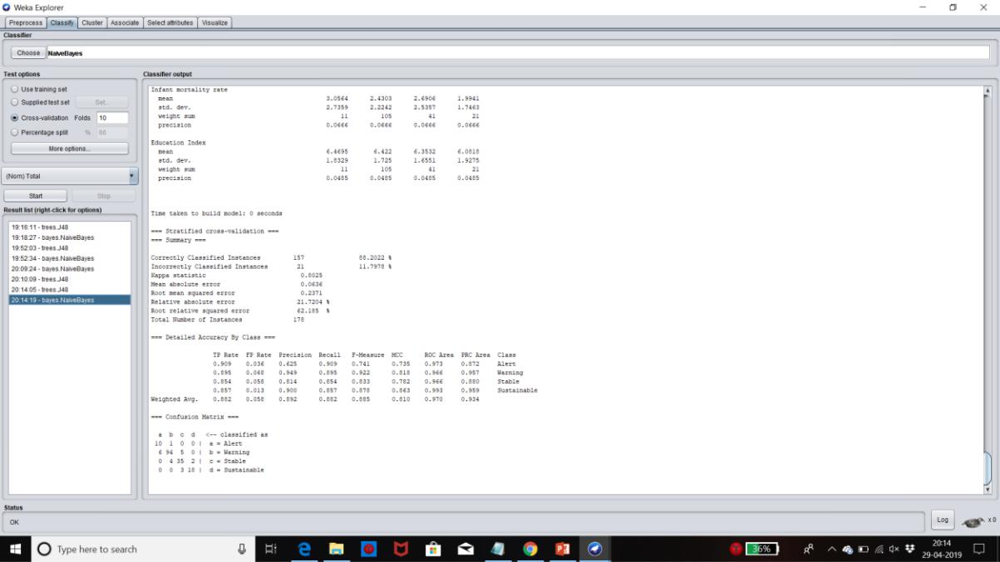 Weka Explorer
Preprocess Classify Cluster Associate Select attributes Visualize
Classifier
Choose NaiveBayes
Test options
Use training set
Supplied test set Set...
Cross-validation Folds 10
Percentage split % 66
More options...
(Nom) Total
Start Stop
Result list (right-click for options)
19:16:11 - trees.J48
19:18:27 - bayes.NaiveBayes
19:52:03 - trees.J48
19:52:34 - bayes.NaiveBayes
20:09:24 - bayes.NaiveBayes
20:10:09 - trees.J48
20:14:05 - trees.J48
20:14:19 - bayes.NaiveBayes
Classifier output
Infant mortality rate
mean 3.0564 2.4303 2.6906 1.9941
std. dev. 2.7359 2.2242 2.5357 1.7463
weight sum 11 105 41 21
precision 0.0666 0.0666 0.0666 0.0666
Education Index
mean 6.4695 6.422 6.3532 6.0818
std. dev. 1.8329 1.725 1.6551 1.9275
weight sum 11 105 41 21
precision 0.0485 0.0485 0.0485 0.0485
Time taken to build model: 0 seconds
=== Stratified cross-validation ===
=== Summary ===
Correctly Classified Instances 157 88.2022 %
Incorrectly Classified Instances 21 11.7978 %
Kappa statistic 0.8025
Mean absolute error 0.0636
Root mean squared error 0.2371
Relative absolute error 21.7204 %
Root relative squared error 62.185 %
Total Number of Instances 178
=== Detailed Accuracy By Class ===
TP Rate FP Rate Precision Recall F-Measure MCC ROC Area PRC Area Class
0.909 0.036 0.625 0.909 0.741 0.735 0.973 0.872 Alert
0.895 0.068 0.949 0.895 0.922 0.818 0.966 0.957 Warning
0.854 0.058 0.814 0.854 0.833 0.782 0.966 0.880 Stable
0.857 0.013 0.900 0.857 0.878 0.863 0.993 0.959 Sustainable
Weighted Avg. 0.882 0.058 0.892 0.882 0.885 0.810 0.970 0.934
=== Confusion Matrix ===
a b c d <-- classified as
10 1 0 0 | a = Alert
6 94 5 0 | b = Warning
0 4 35 2 | c = Stable
0 0 3 18 | d = Sustainable
Status
OK
Log x 0
Type here to search
36%
20:14
29-04-2019